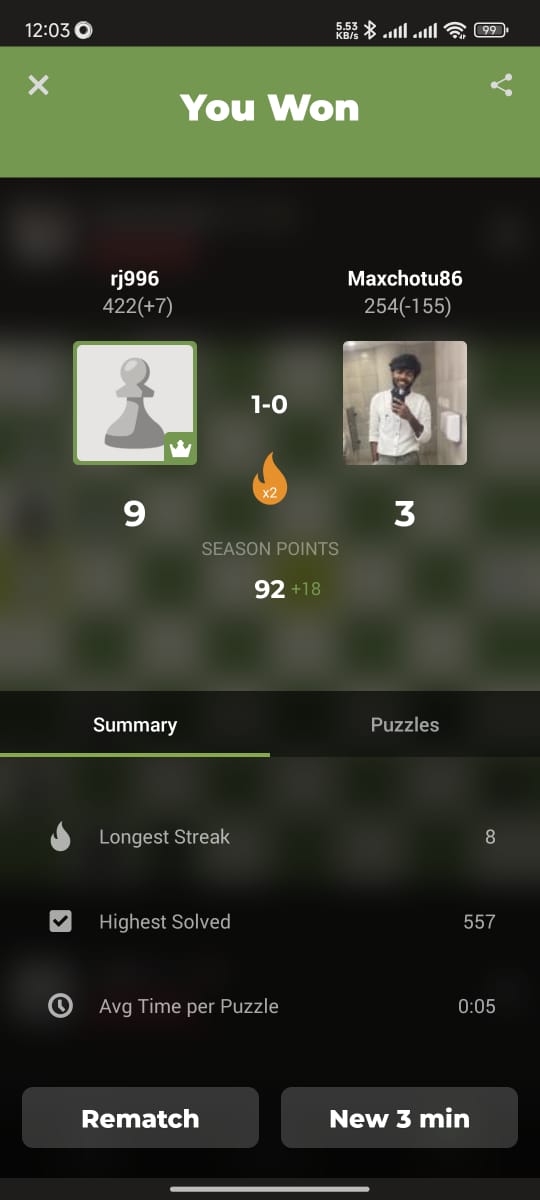 12:03
5.53
KB/s
99
You Won
rj996
Maxchotu86
422(+7)
254(-155)
1-0
x2
9
3
SEASON POINTS
92 +18
Summary
Puzzles
Longest Streak
8
Highest Solved
557
Avg Time per Puzzle
0:05
Rematch
New 3 min